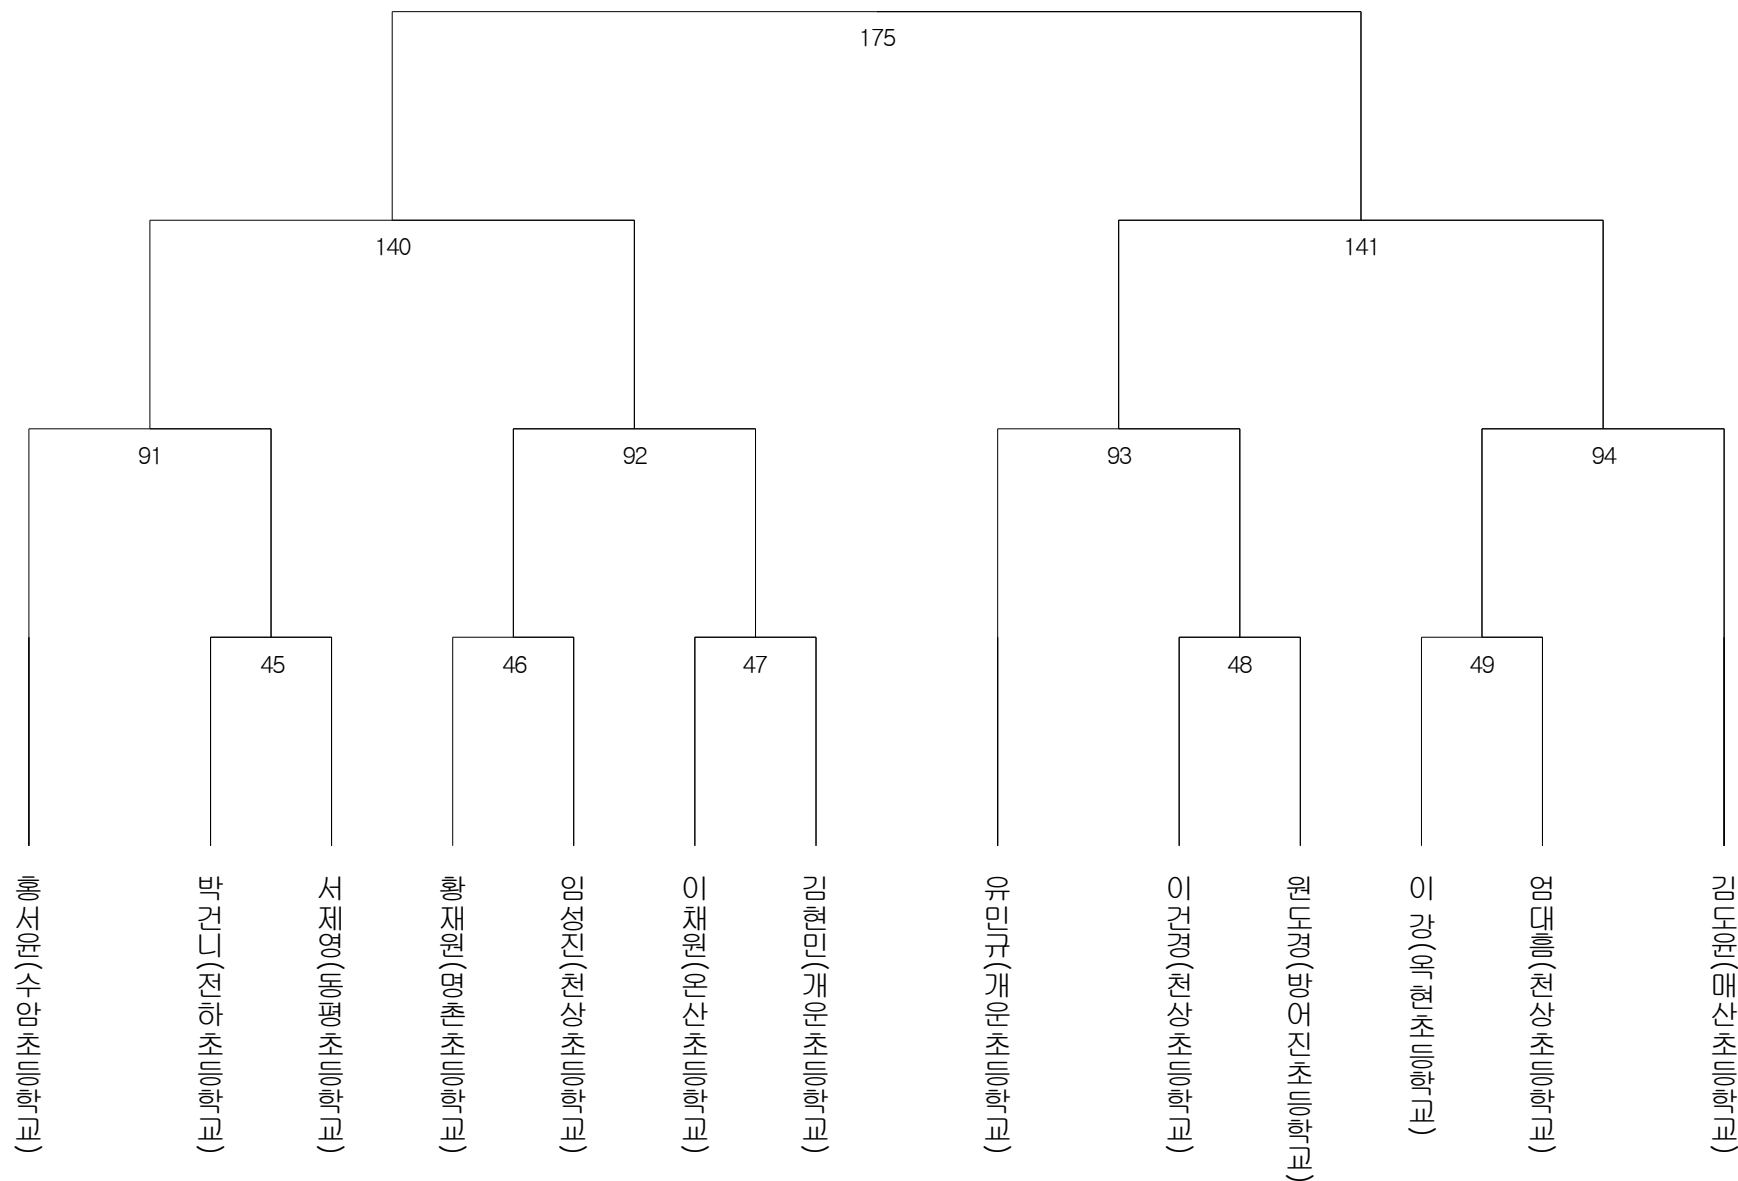 175
140
141
91
92
93
94
45
46
47
48
49
홍서윤(수암초등학교)
박건니(전하초등학교)
서제영(동평초등학교)
황재원(명촌초등학교)
임성진(천상초등학교)
이채원(온산초등학교)
김현민(개운초등학교)
유민규(개운초등학교)
이건경(천상초등학교)
원도경(방어진초등학교)
이 강(옥현초등학교)
엄대흠(천상초등학교)
김도윤(매산초등학교)